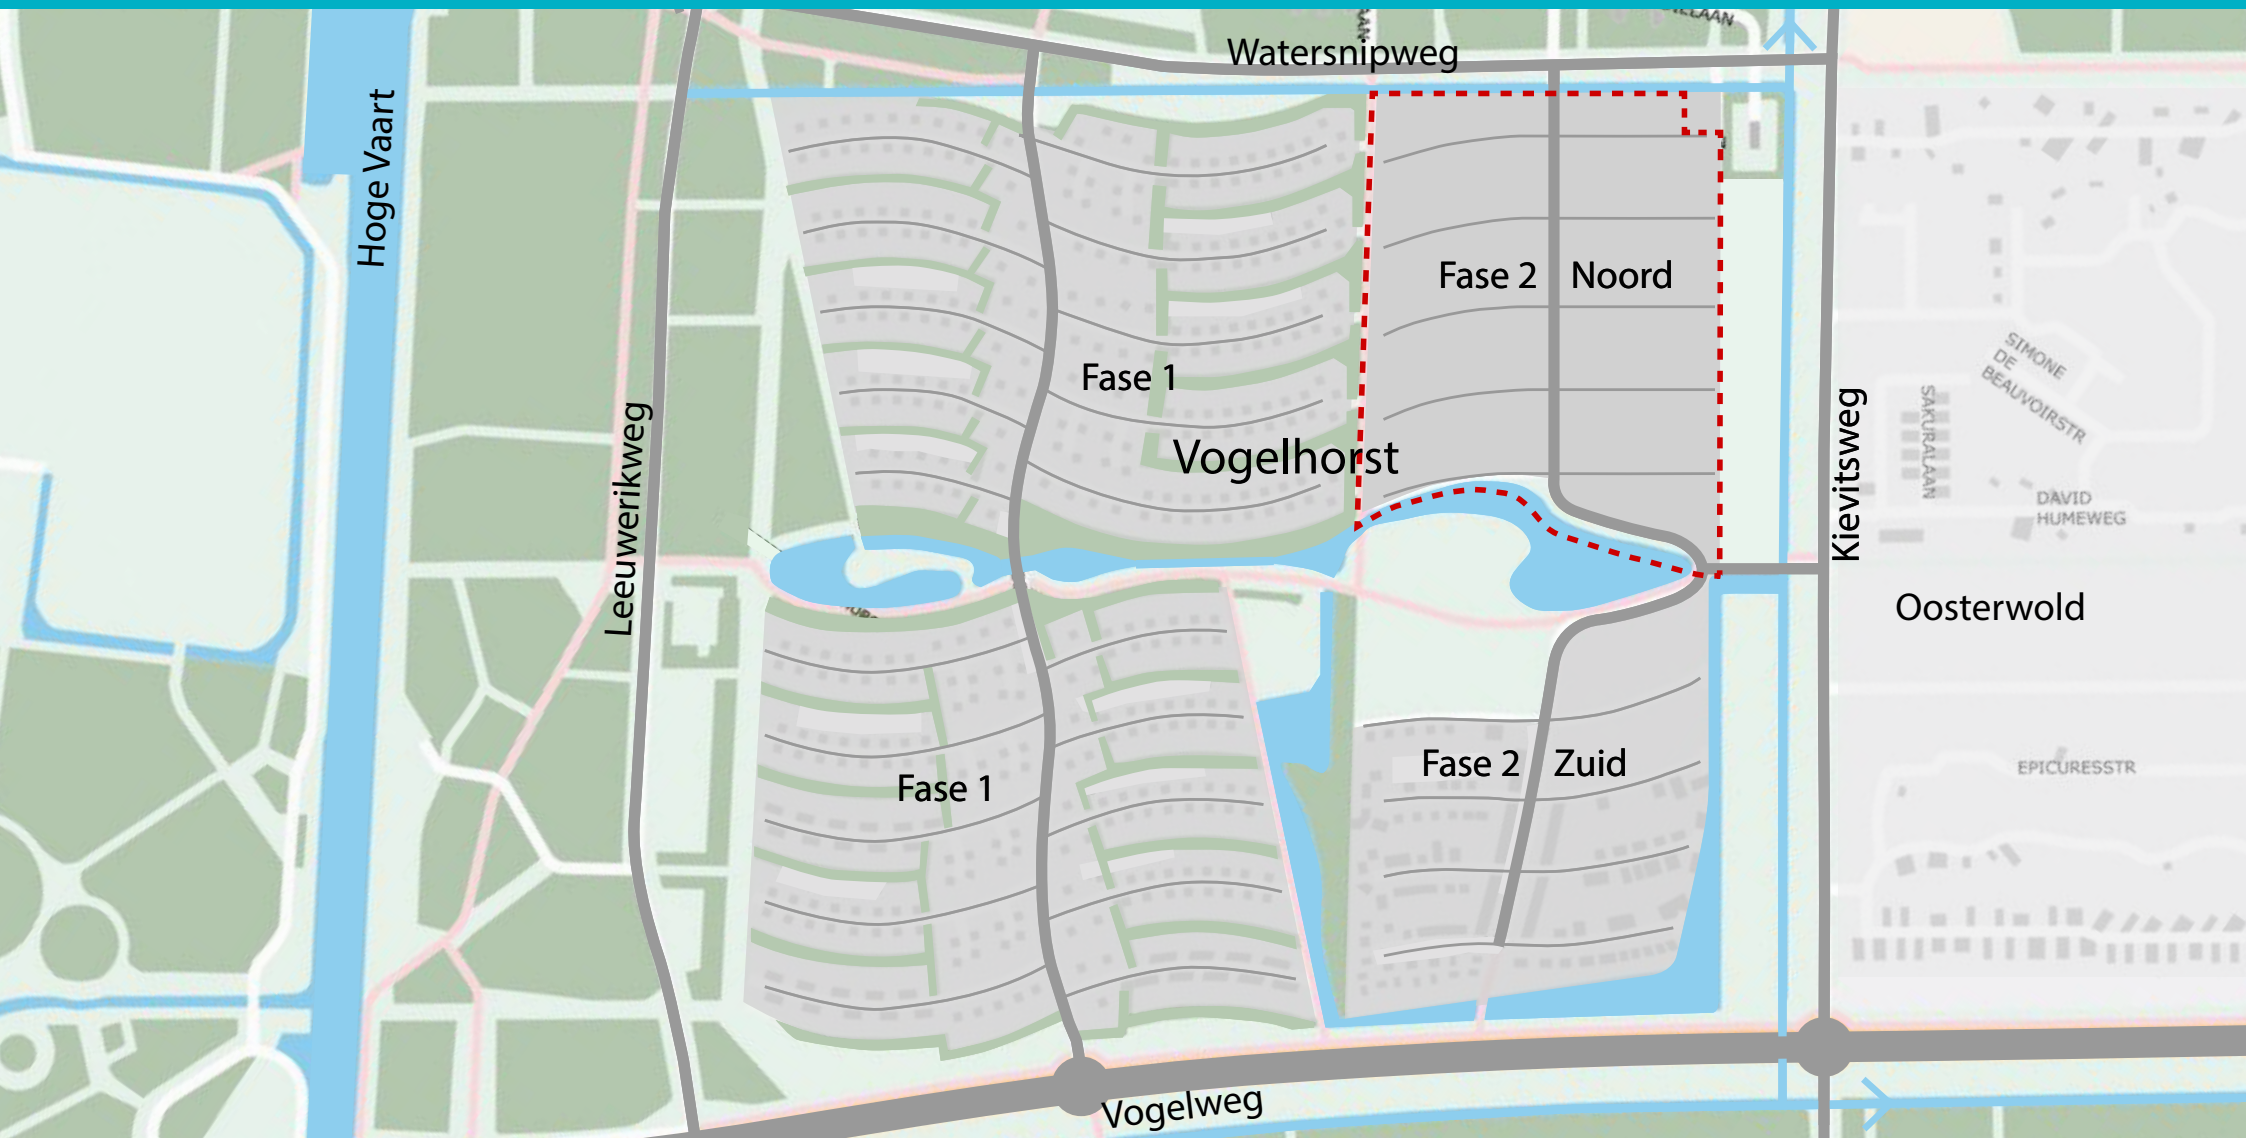 Watersnipweg
Hoge Vaart
Fase 2 Noord
SIMONE
DE
BEAUVOIRSTR
Fase 1
SAKURALAAN
Leeuwerikweg
Vogelhorst
Kievitsweg
DAVID
HUMEWEG
Oosterwold
Fase 1
Fase 2 Zuid
EPICURESSTR
Vogelweg